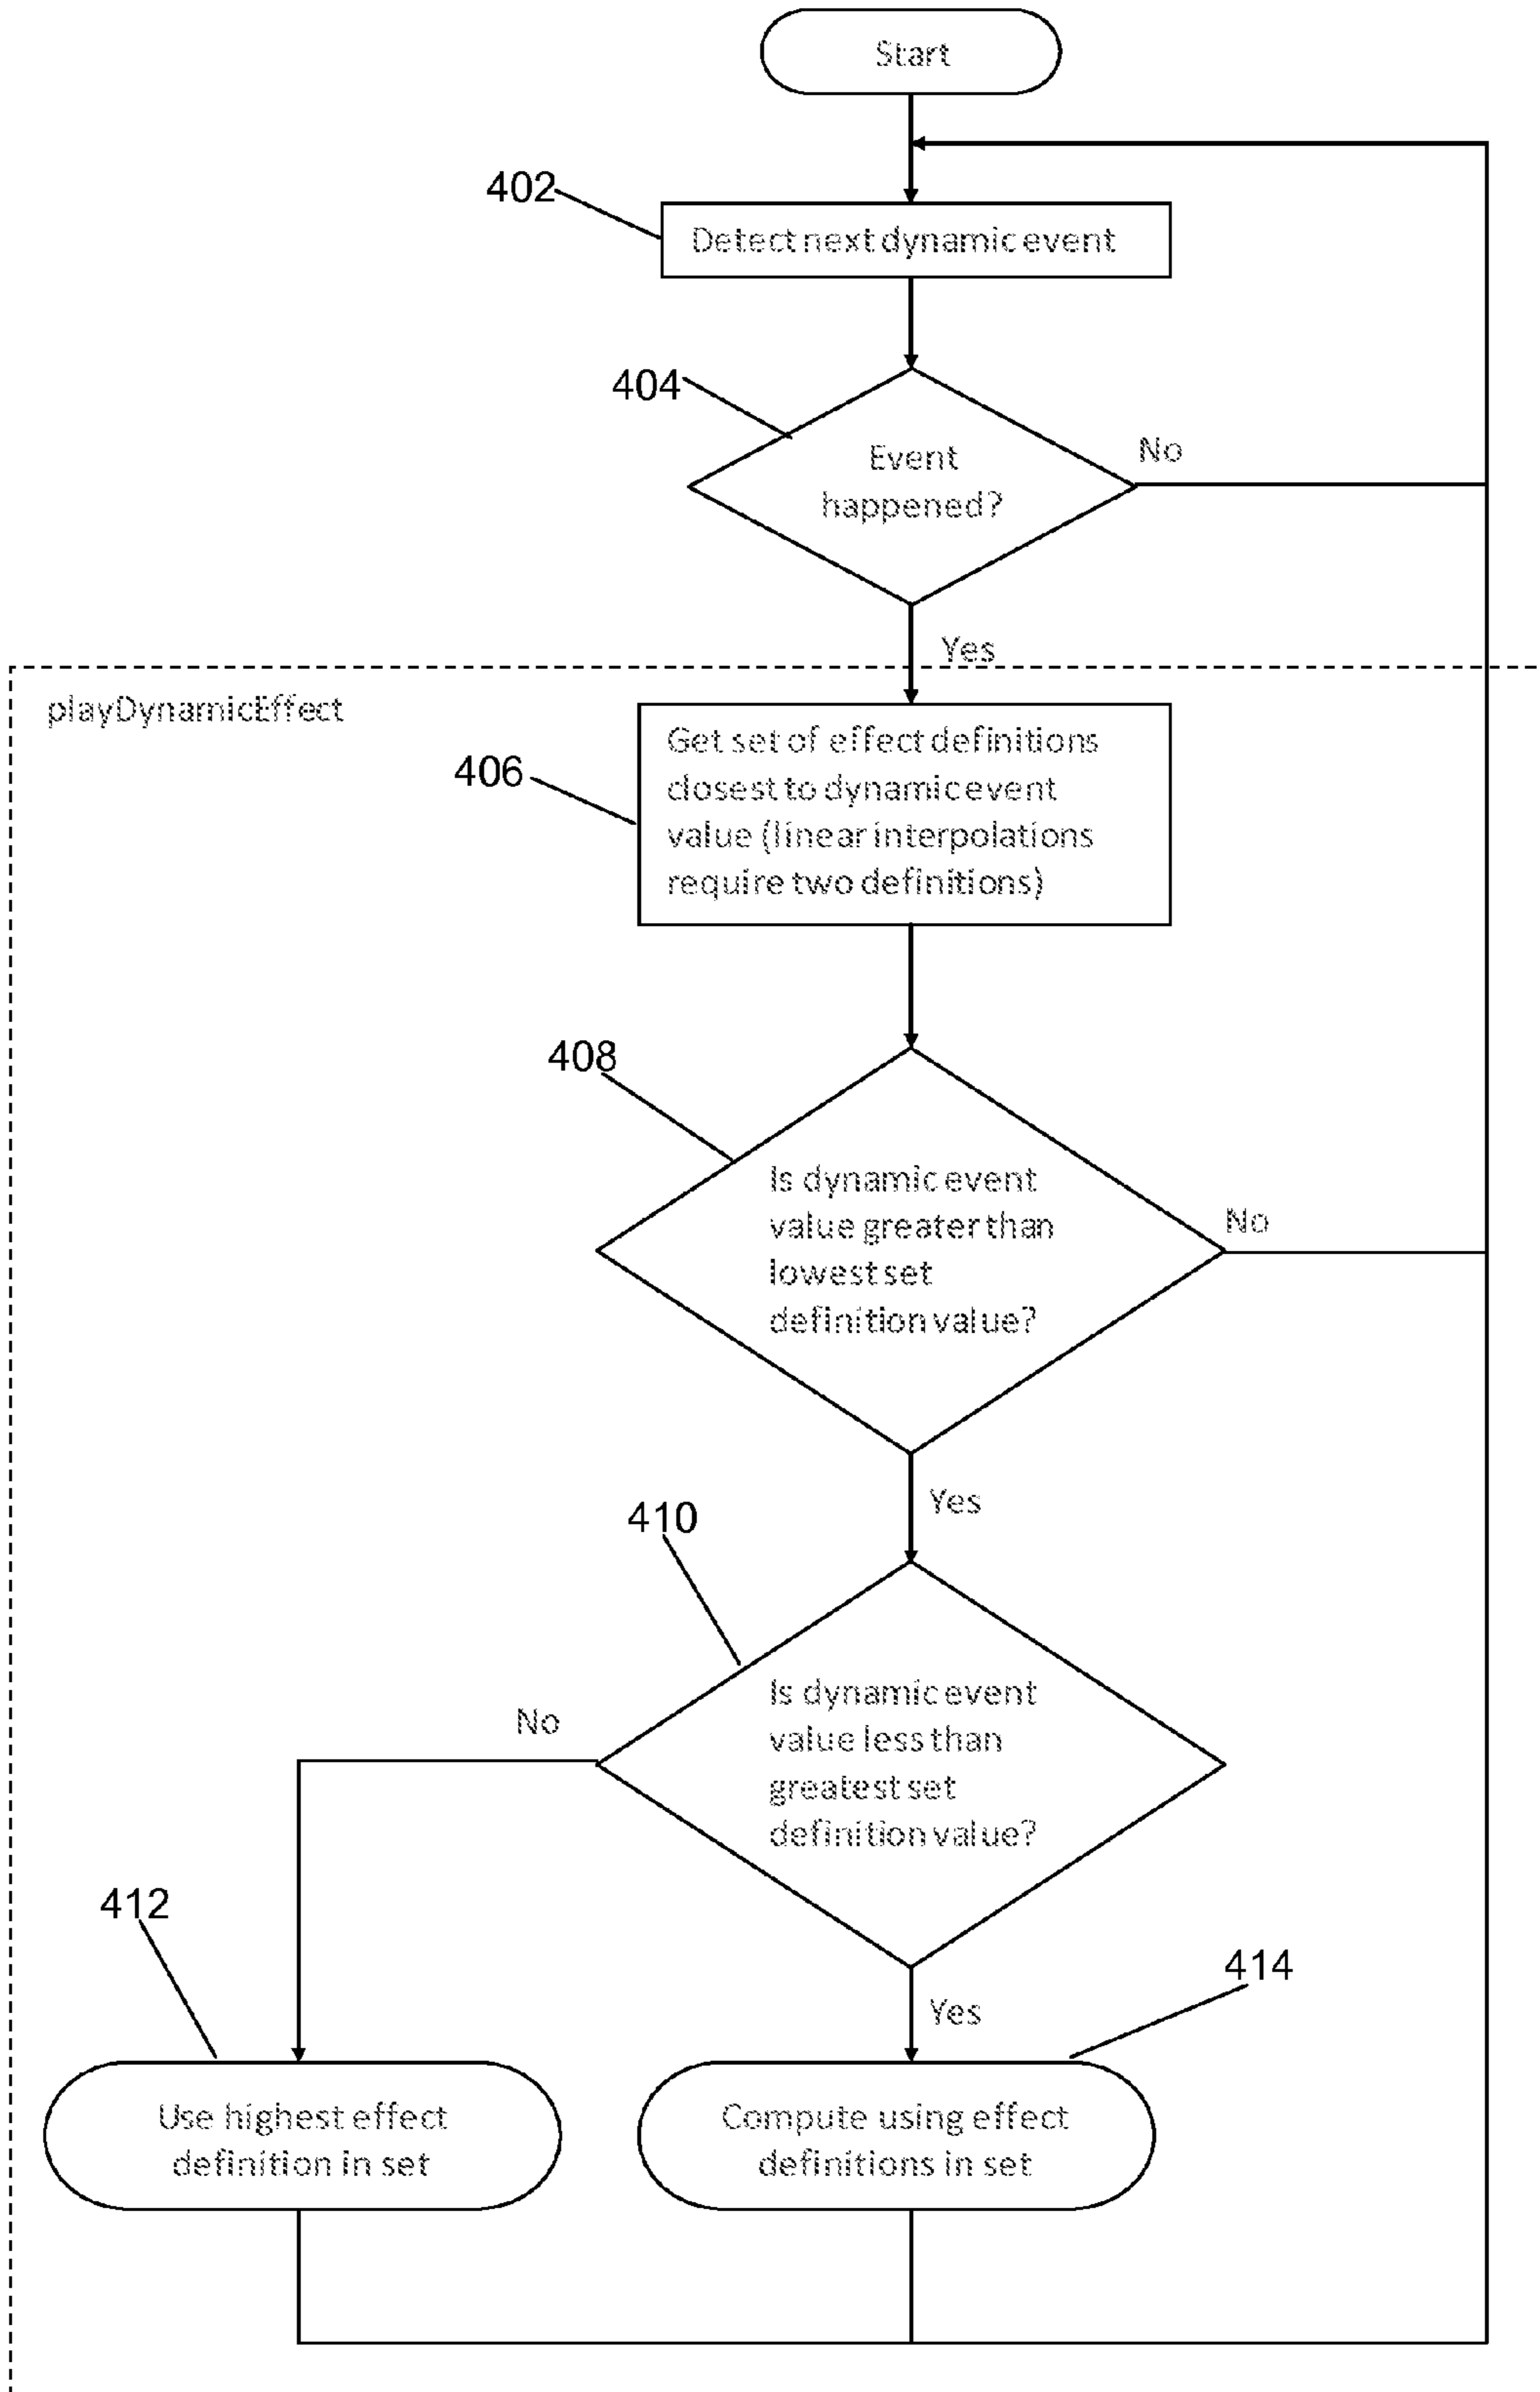 Start
402
Detect next dynamic event
404
Event
happened?
No
Yes
playDynamicEffect
406
Get set of effect definitions
closest to dynamic event
value (linear interpolations
require two definitions)
408
Is dynamic event
value greater than
lowest set
definition value?
No
Yes
410
Is dynamic event
value less than
greatest set
definition value?
No
412
414
Yes
Use highest effect
definition in set
Compute using effect
definitions in set